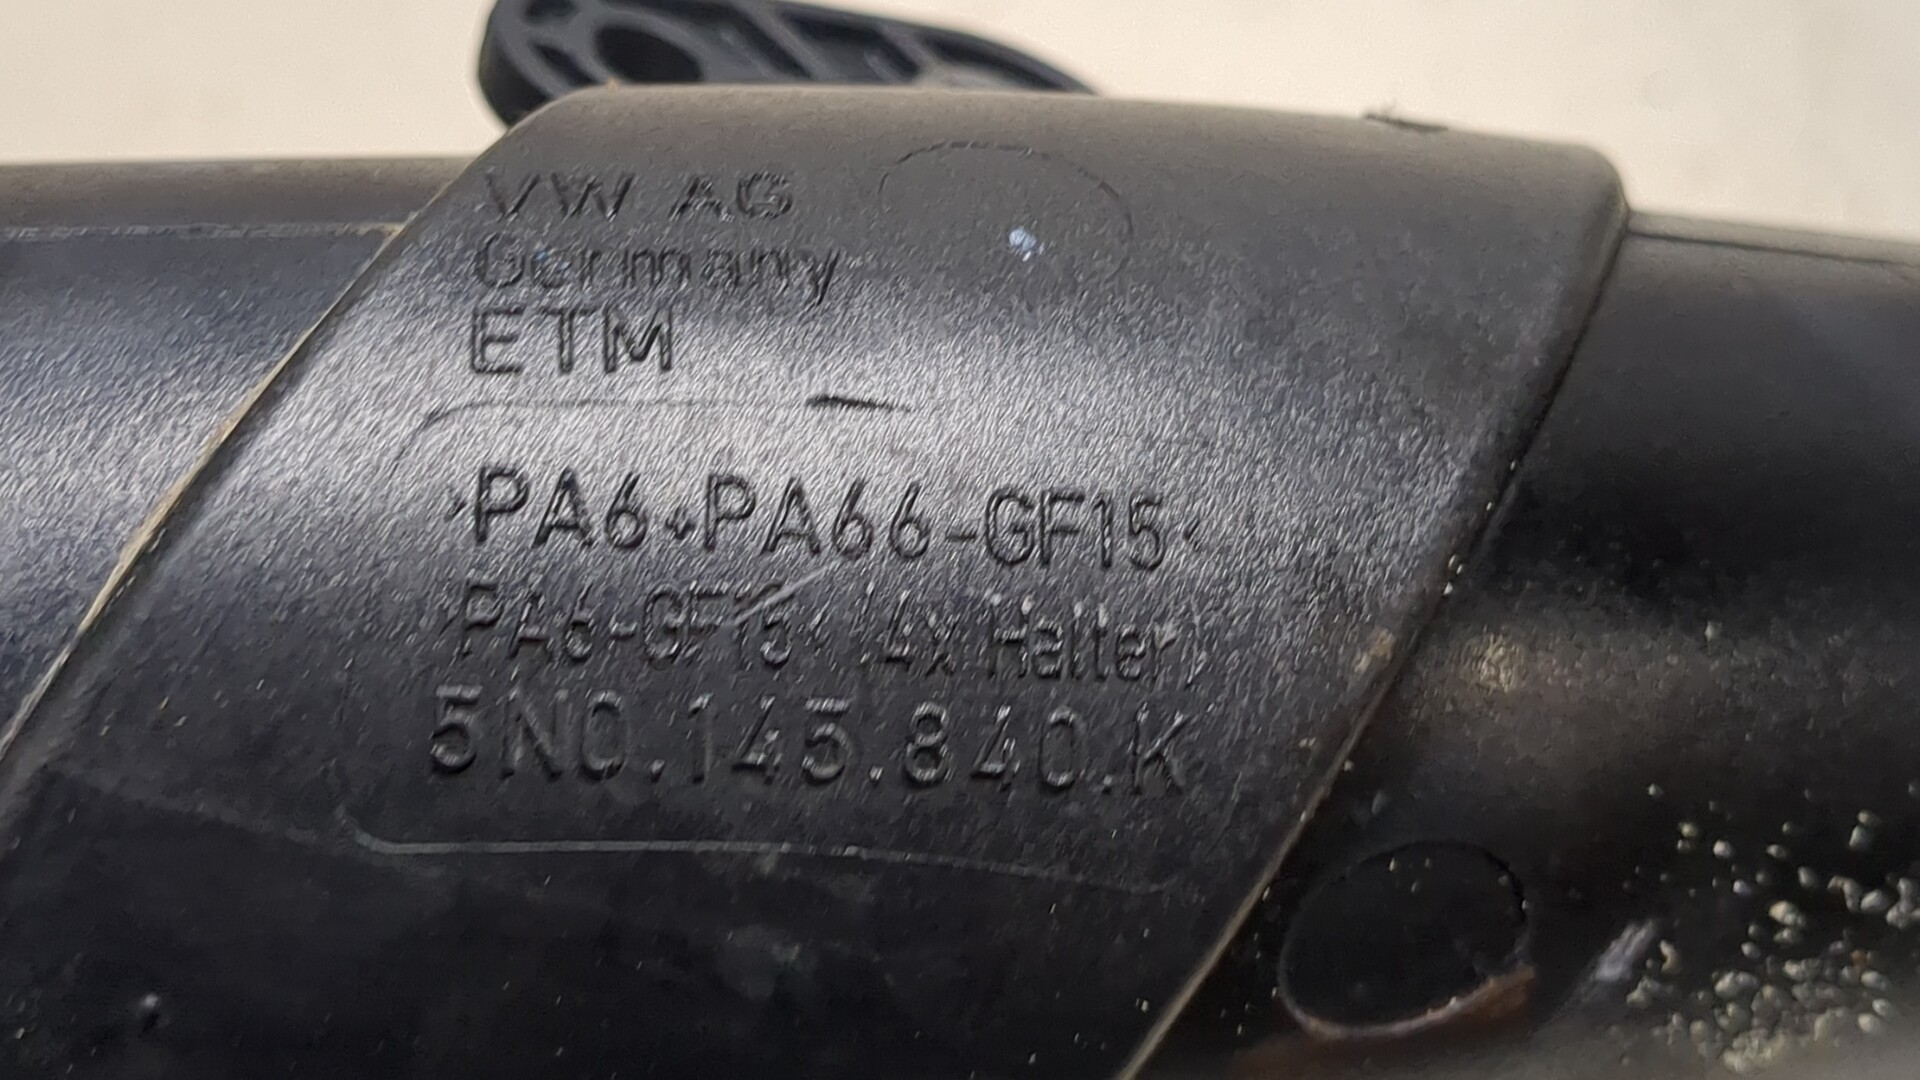 VW AG
Germany
ETM
>PA6+PA66-GF15<
PA6-GF15< (4x Halter)
5N0.145.840.K